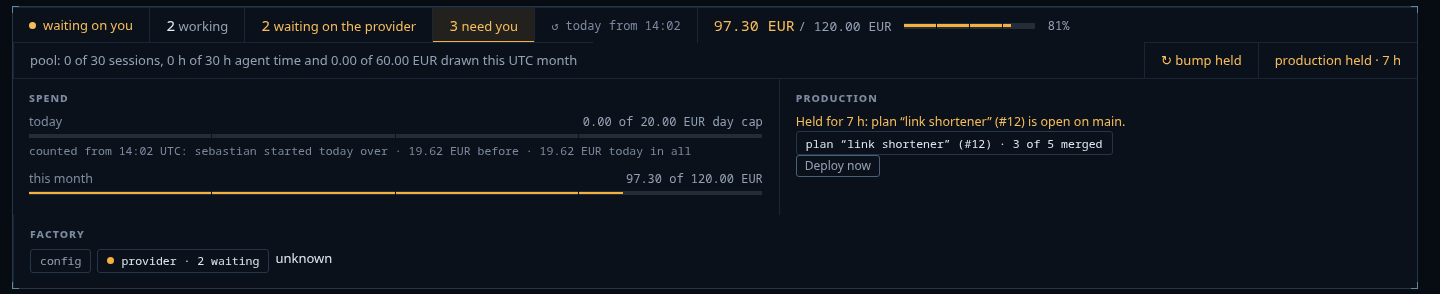 waiting on you 2 working 2 waiting on the provider 3 need you ↺ today from 14:02 97.30 EUR / 120.00 EUR 81%
pool: 0 of 30 sessions, 0 h of 30 h agent time and 0.00 of 60.00 EUR drawn this UTC month ↻ bump held production held · 7 h
SPEND
today 0.00 of 20.00 EUR day cap
counted from 14:02 UTC: sebastian started today over · 19.62 EUR before · 19.62 EUR today in all
this month 97.30 of 120.00 EUR
PRODUCTION
Held for 7 h: plan “link shortener” (#12) is open on main.
plan “link shortener” (#12) · 3 of 5 merged
Deploy now
FACTORY
config provider · 2 waiting unknown